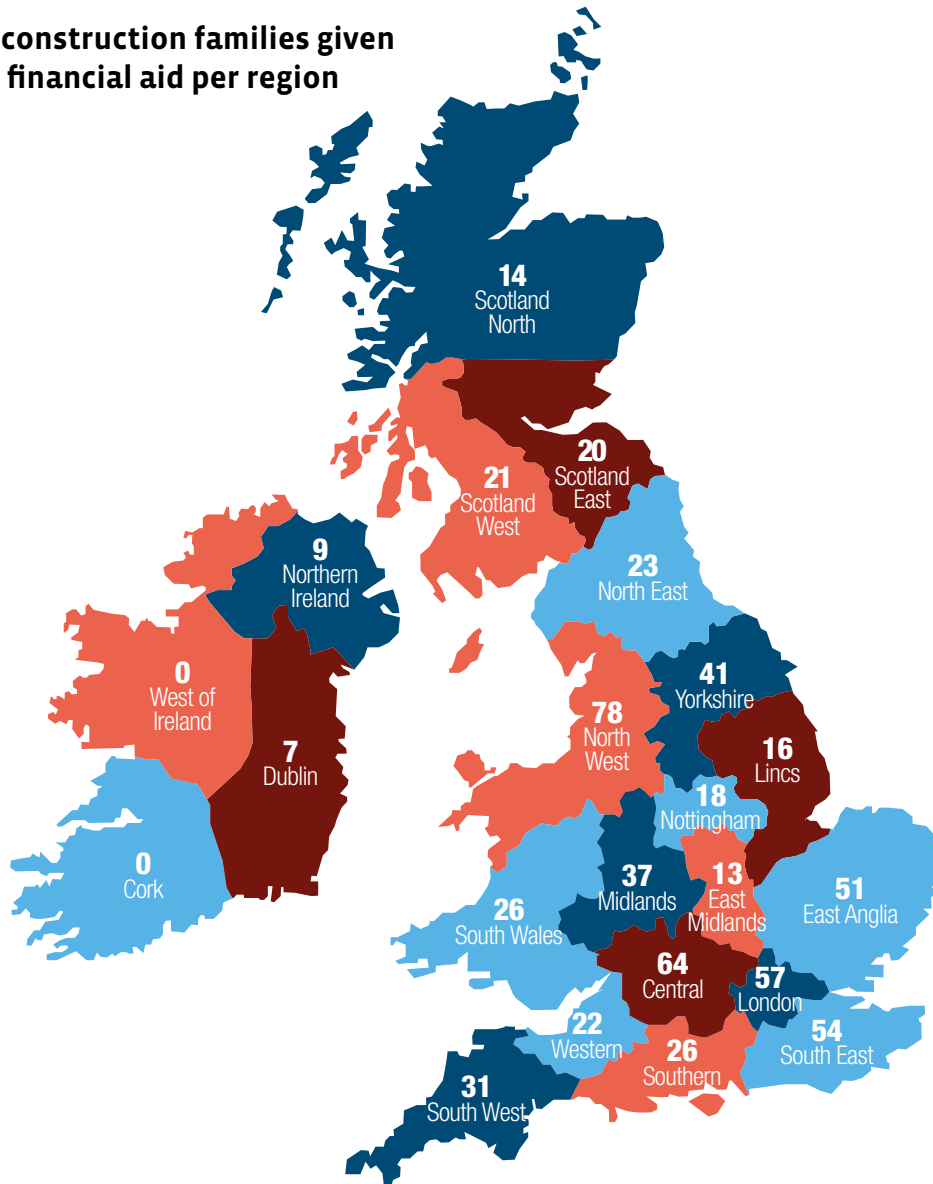 construction families given
financial aid per region
14
Scotland
North
20
Scotland
East
21
Scotland
West
9
Northern
Ireland
23
North East
0
West of
Ireland
41
Yorkshire
78
North
West
7
Dublin
16
Lincs
18
Nottingham
0
Cork
37
Midlands
13
East
Midlands
51
East Anglia
26
South Wales
64
Central
57
London
22
Western
54
South East
26
Southern
31
South West